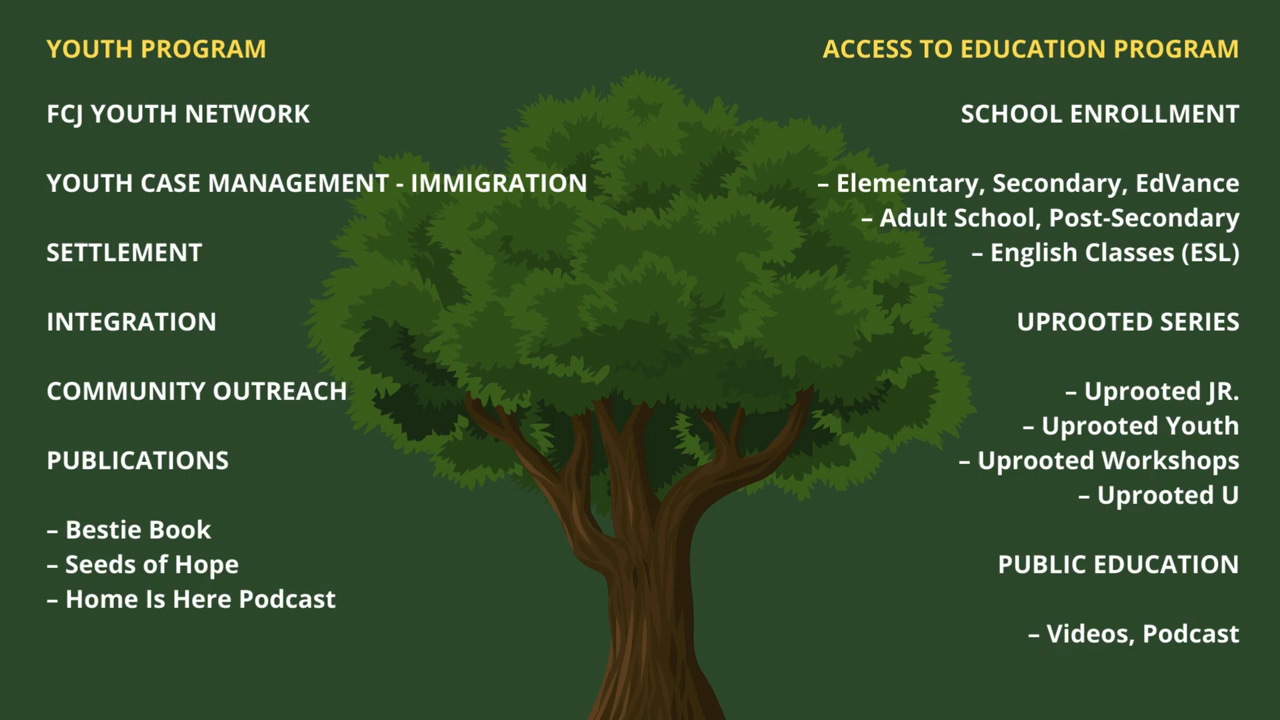 YOUTH PROGRAM
FCJ YOUTH NETWORK
YOUTH CASE MANAGEMENT - IMMIGRATION
SETTLEMENT
INTEGRATION
COMMUNITY OUTREACH
PUBLICATIONS
– Bestie Book
– Seeds of Hope
– Home Is Here Podcast
ACCESS TO EDUCATION PROGRAM
SCHOOL ENROLLMENT
– Elementary, Secondary, EdVance
– Adult School, Post-Secondary
– English Classes (ESL)
UPROOTED SERIES
– Uprooted JR.
– Uprooted Youth
– Uprooted Workshops
– Uprooted U
PUBLIC EDUCATION
– Videos, Podcast